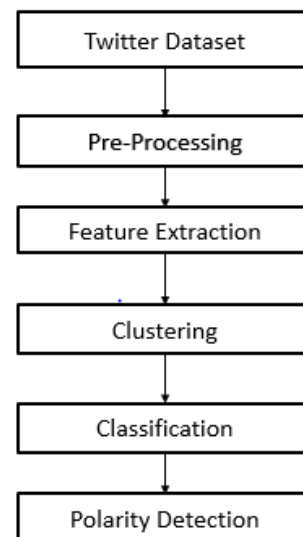 Twitter Dataset
Pre-Processing
Feature Extraction
Clustering
Classification
Polarity Detection